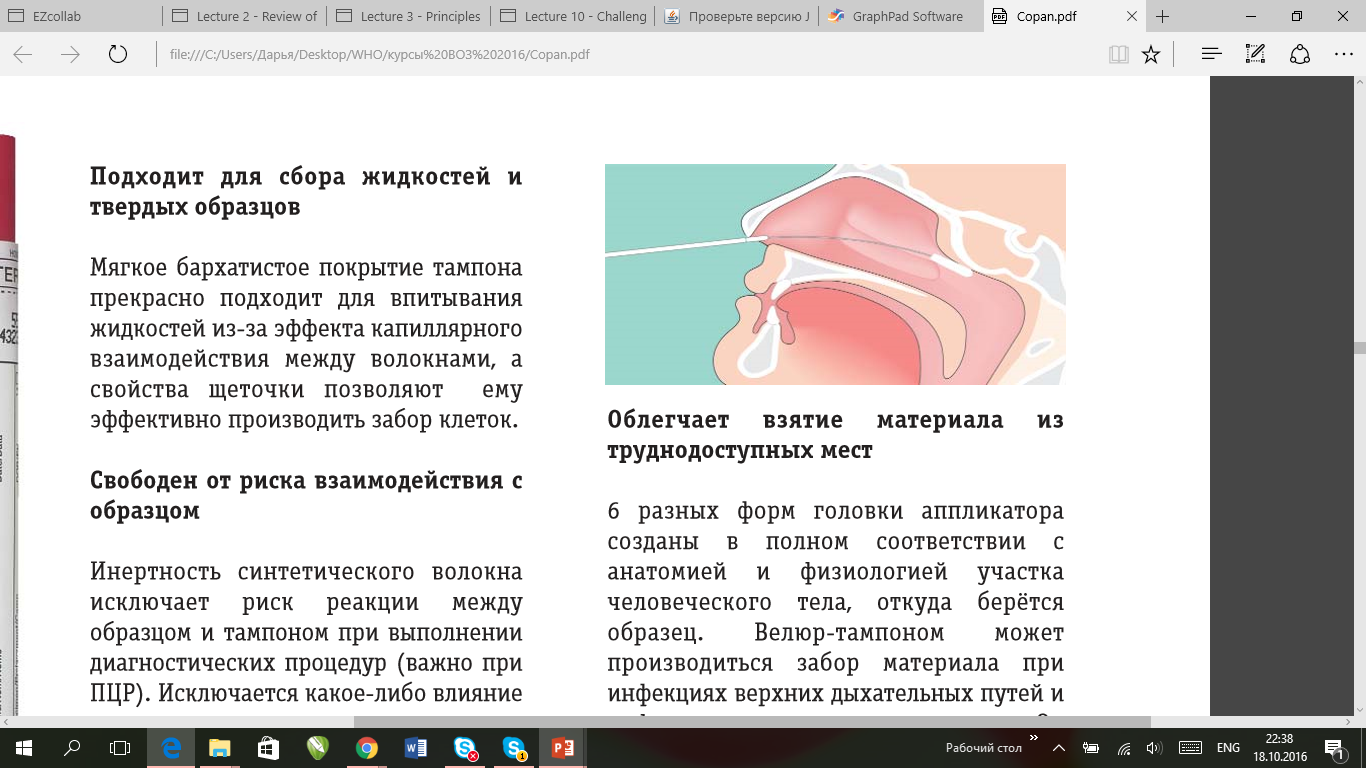 EZcollab
Lecture 2 - Review of
Lecture 3 - Principles
Lecture 10 - Challeng
Проверьте версию J
GraphPad Software
Copan.pdf
file:///C:/Users/Дарья/Desktop/WHO/курсы%20ВОЗ%202016/Copan.pdf
Подходит для сбора жидкостей и
твердых образцов
Мягкое бархатистое покрытие тампона
прекрасно подходит для впитывания
жидкостей из-за эффекта капиллярного
взаимодействия между волокнами, а
свойства щеточки позволяют ему
эффективно производить забор клеток.
Свободен от риска взаимодействия с
образцом
Инертность синтетического волокна
исключает риск реакции между
образцом и тампоном при выполнении
диагностических процедур (важно при
ПЦР). Исключается какое-либо влияние
Облегчает взятие материала из
труднодоступных мест
6 разных форм головки аппликатора
созданы в полном соответствии с
анатомией и физиологией участка
человеческого тела, откуда берётся
образец. Велюр-тампоном может
производиться забор материала при
инфекциях верхних дыхательных путей и
Рабочий стол
ENG
22:38
18.10.2016